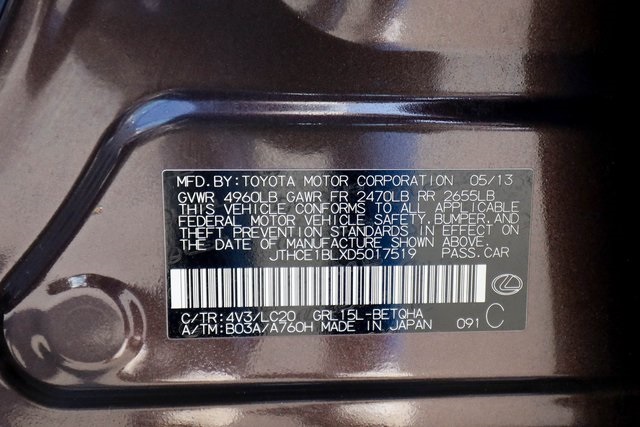 MFD.BY:TOYOTA MOTOR CORPORATION 05/13
GVWR 4960LB GAWR FR 2470LB RR 2655LB
THIS VEHICLE CONFORMS TO ALL APPLICABLE
FEDERAL MOTOR VEHICLE SAFETY,BUMPER,AND
THEFT PREVENTION STANDARDS IN EFFECT ON
THE DATE OF MANUFACTURE SHOWN ABOVE.
JTHCE1BLXD5017519 PASS.CAR
C/TR:4V3/LC20 GRL15L-BETQHA
A/TM:B03A/A760H MADE IN JAPAN 091 C